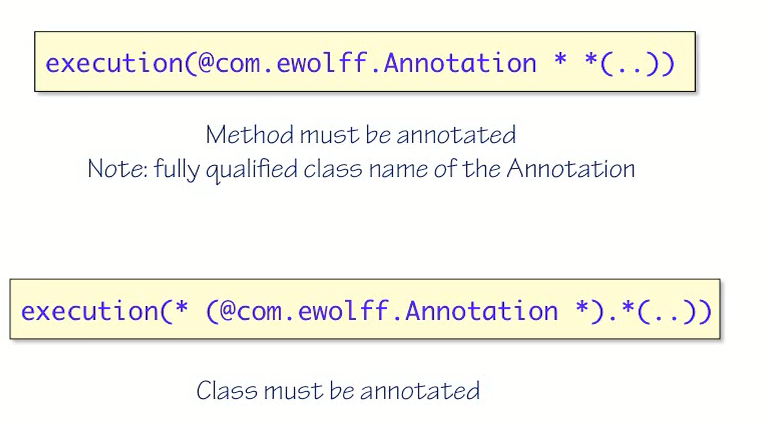 execution(@com.ewolff.Annotation * *(..))
Method must be annotated
Note: fully qualified class name of the Annotation
execution(* (@com.ewolff.Annotation *).*(..))
Class must be annotated